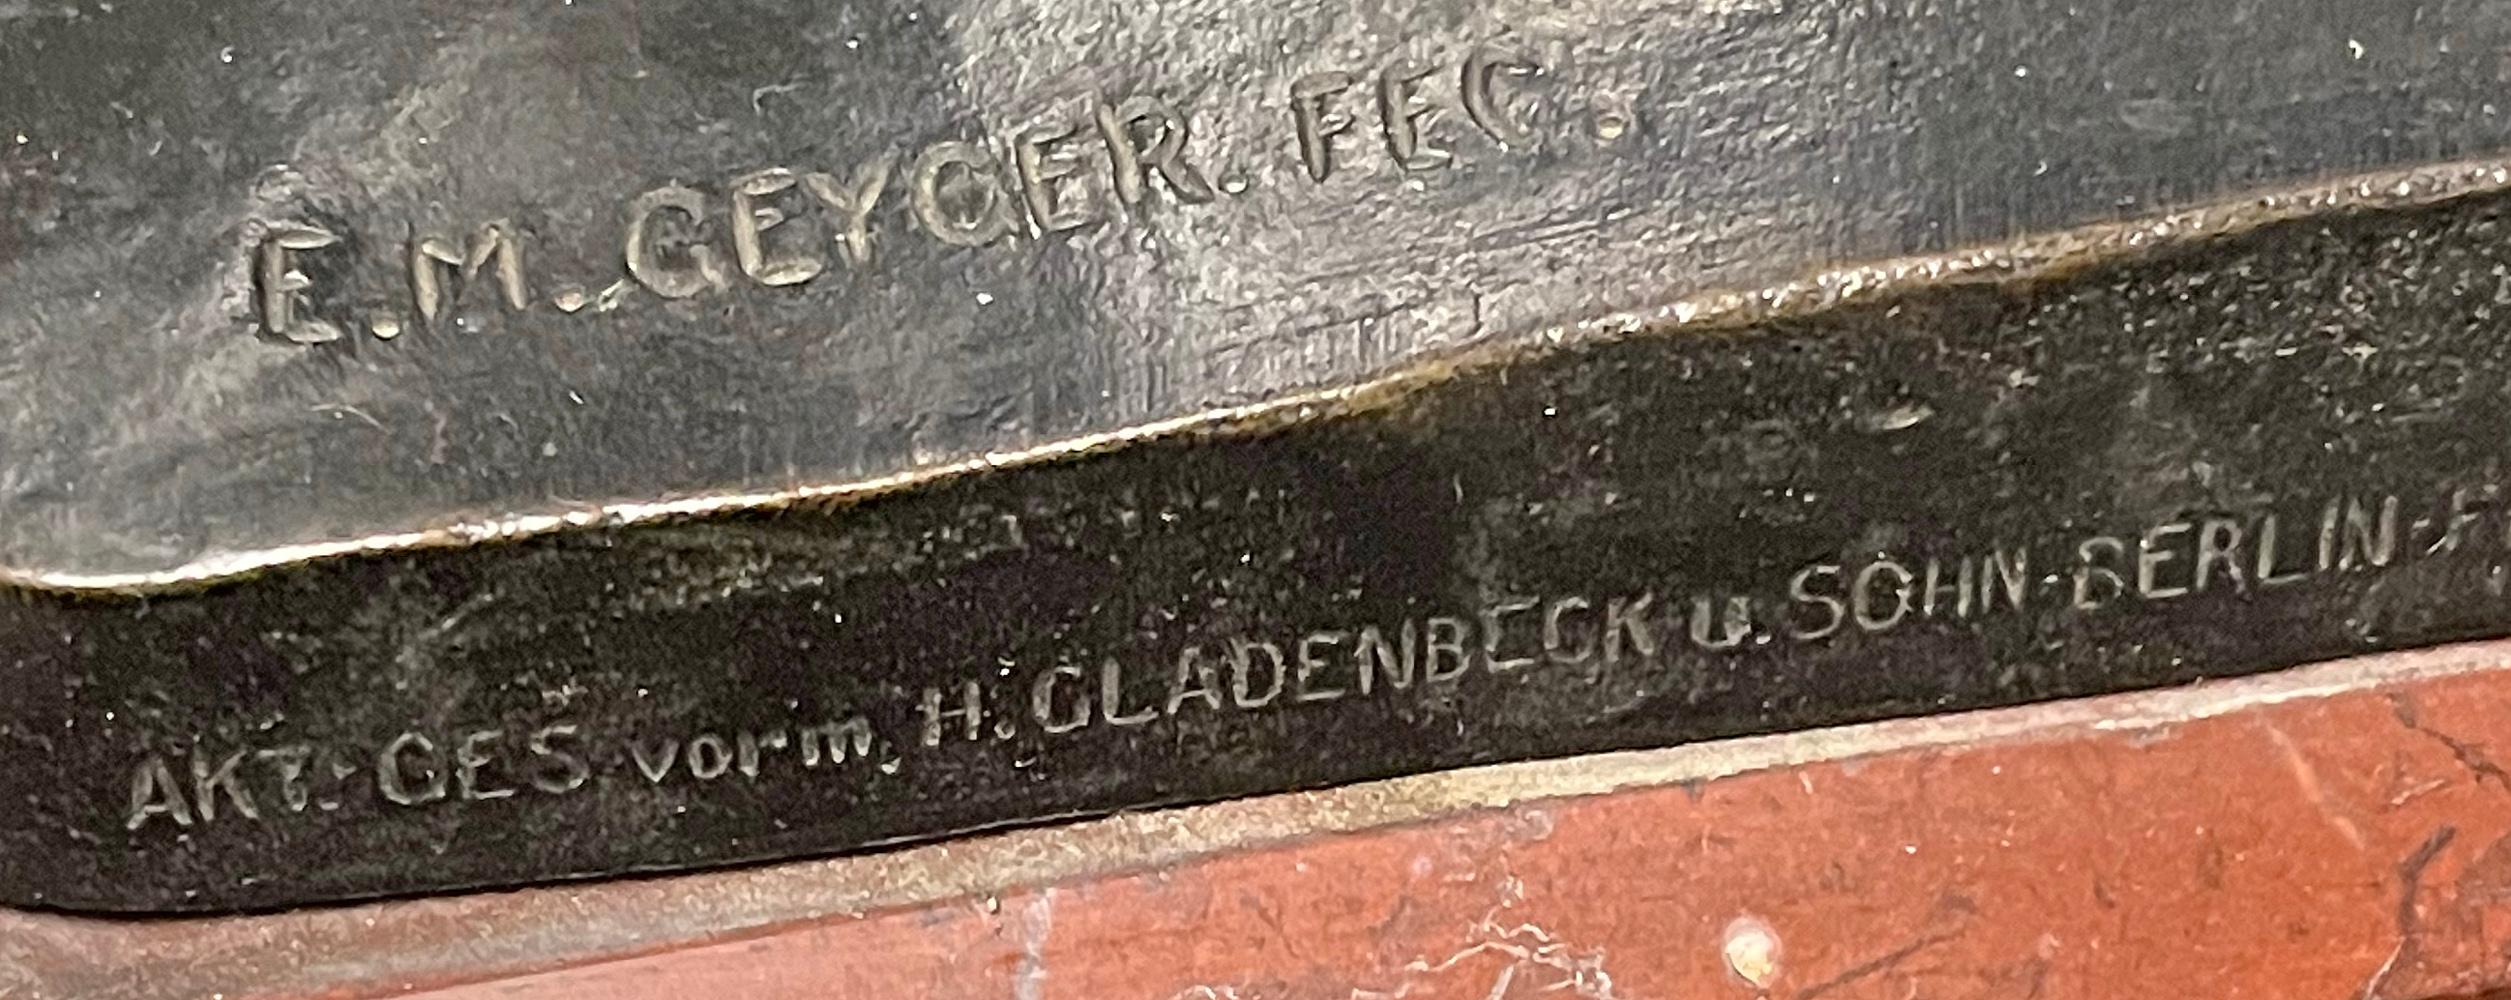 E.M.GEYGER. FEC.
AKT.GES vorm. H.GLADENBECK u.SOHN-BERLIN-F